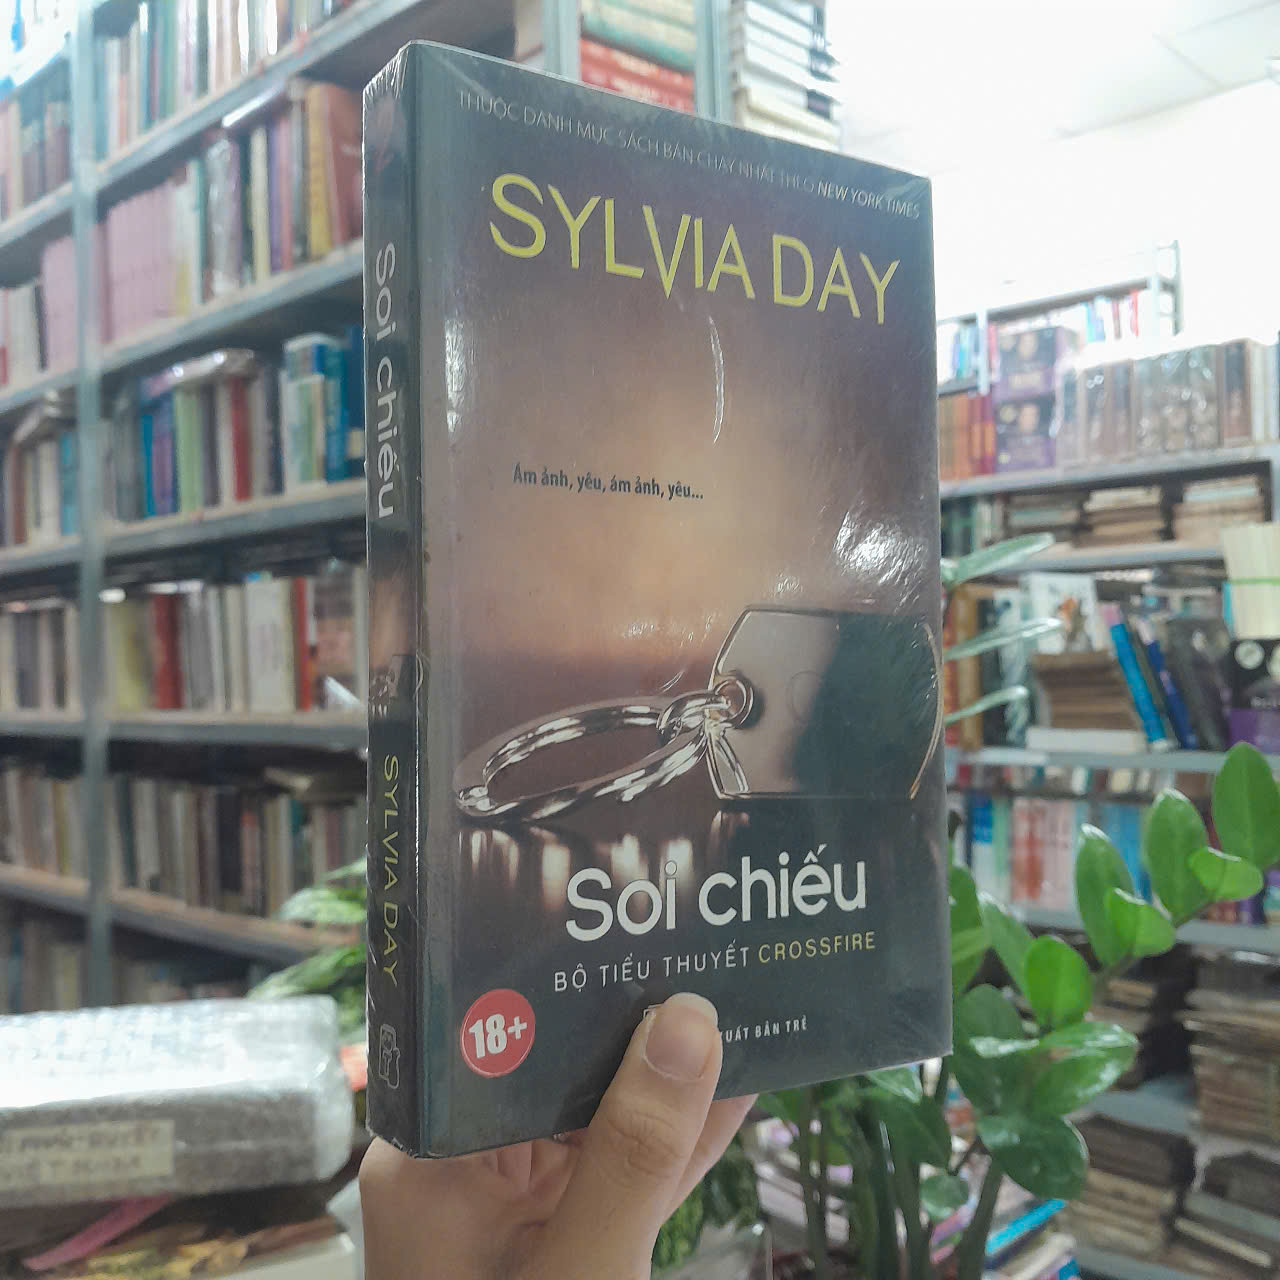 THUỘC DANH MỤC SÁCH BÁN CHẠY NHẤT THEO NEW YORK TIMES
SYLVIA DAY
Ám ảnh, yêu, ám ảnh, yêu...
Soi chiếu
BỘ TIỂU THUYẾT CROSSFIRE
18+
XUẤT BẢN TRẺ
Soi chiếu
SYLVIA DAY